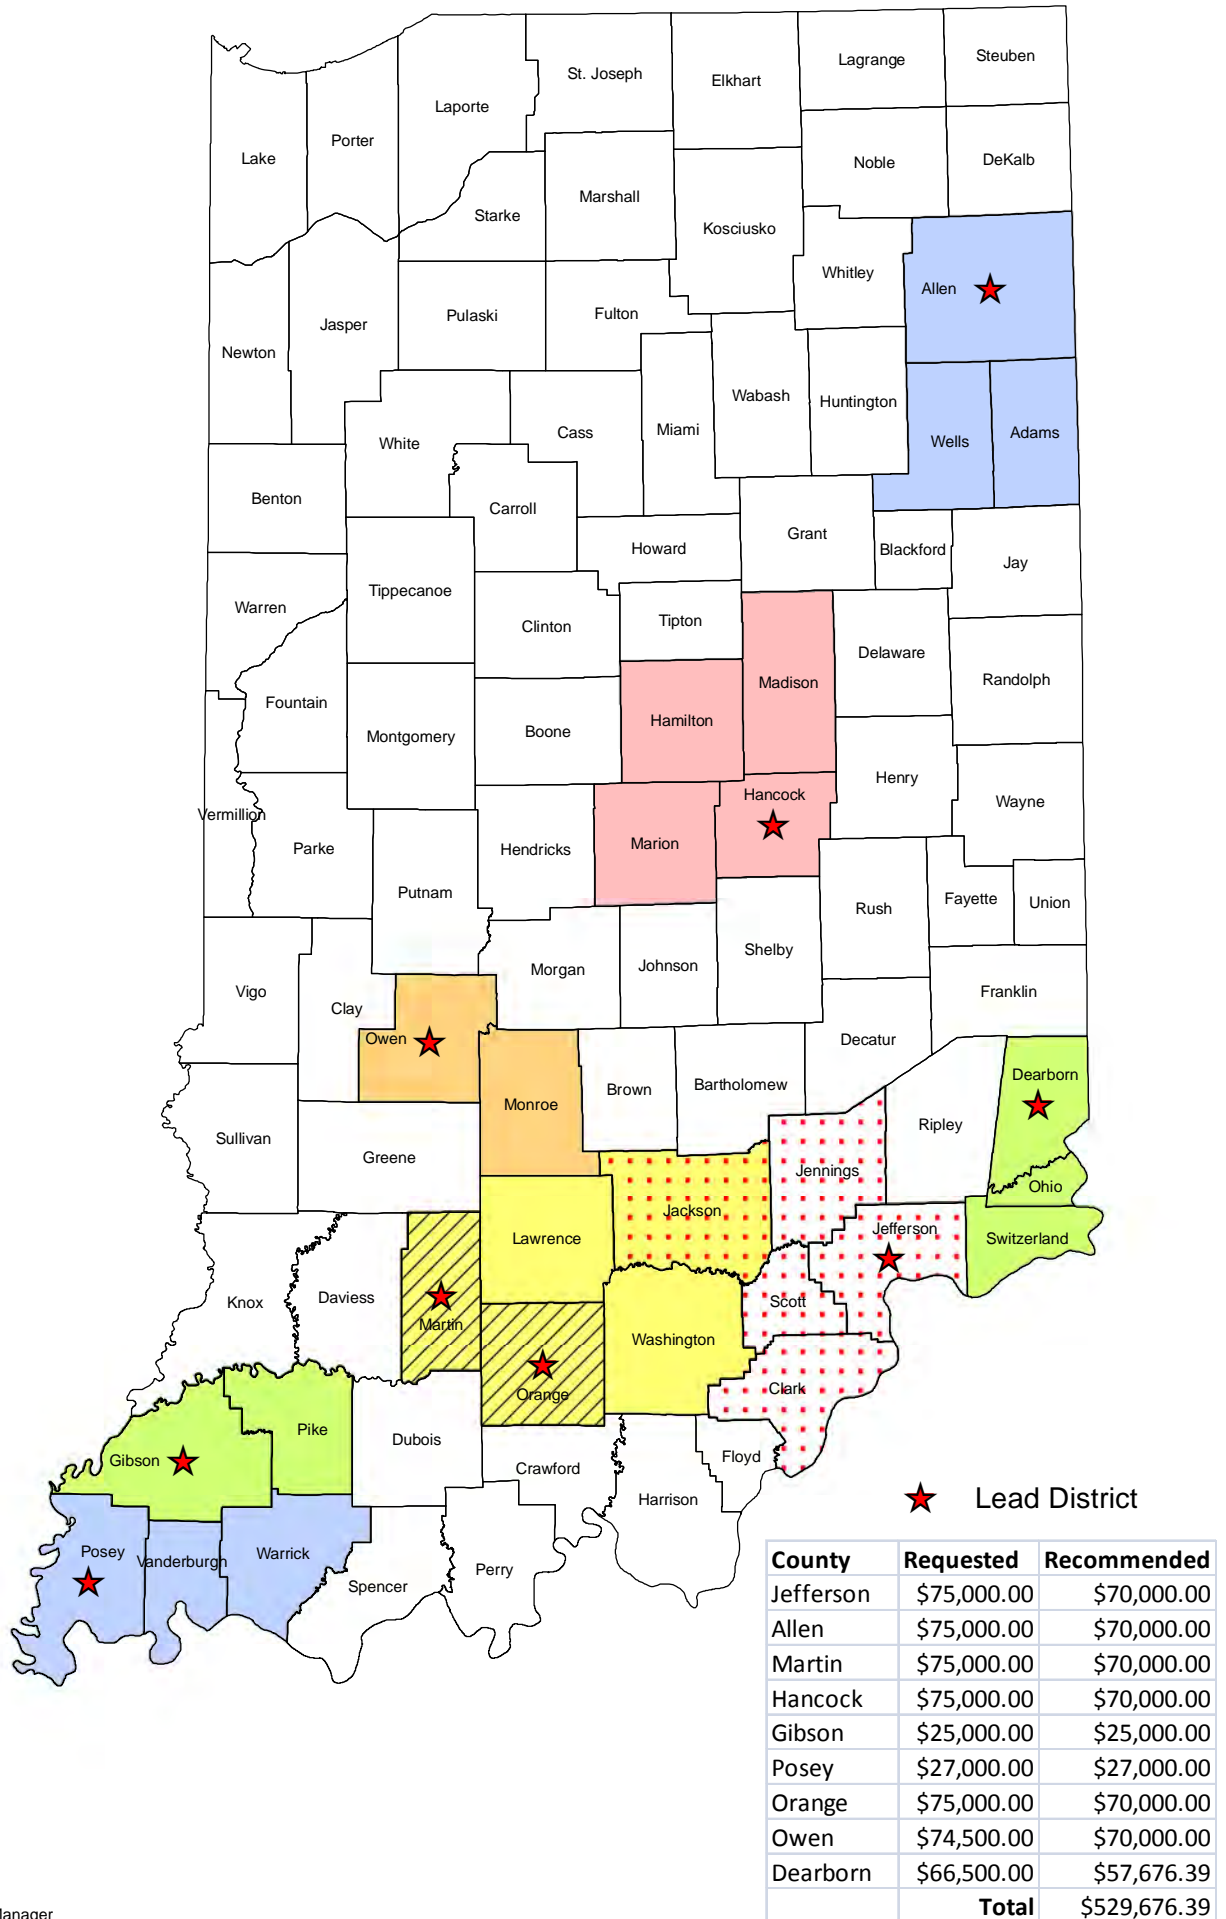 Steuben
Lagrange
St. Joseph
Elkhart
Laporte
Porter
Lake
Noble
DeKalb
Marshall
Starke
Kosciusko
Whitley
Allen
Fulton
Pulaski
Jasper
Newton
Wabash
Huntington
Miami
Cass
White
Wells
Adams
Benton
Carroll
Grant
Howard
Blackford
Jay
Tippecanoe
Warren
Clinton
Tipton
Delaware
Randolph
Madison
Fountain
Hamilton
Boone
Montgomery
Henry
Hancock
Wayne
Vermillion
Parke
Hendricks
Marion
Putnam
Fayette
Union
Rush
Shelby
Johnson
Morgan
Vigo
Clay
Franklin
Owen
Decatur
Dearborn
Bartholomew
Brown
Monroe
Ripley
Sullivan
Greene
Jennings
Ohio
Jackson
Jefferson
Lawrence
Switzerland
Knox
Daviess
Martin
Scott
Washington
Orange
Clark
Pike
Dubois
Gibson
Crawford
Floyd
Harrison
Posey
Vanderburgh
Warrick
Spencer
Perry
Lead District
County Requested Recommended
Jefferson $75,000.00 $70,000.00
Allen $75,000.00 $70,000.00
Martin $75,000.00 $70,000.00
Hancock $75,000.00 $70,000.00
Gibson $25,000.00 $25,000.00
Posey $27,000.00 $27,000.00
Orange $75,000.00 $70,000.00
Owen $74,500.00 $70,000.00
Dearborn $66,500.00 $57,676.39
Total $529,676.39
Manager